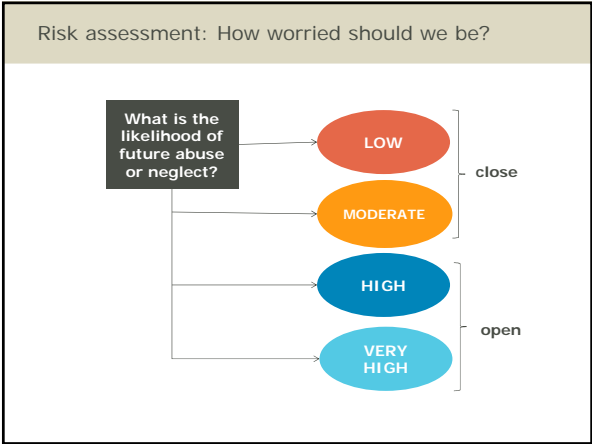 Risk assessment: How worried should we be?
What is the
likelihood of
future abuse
or neglect?
LOW
MODERATE
close
HIGH
VERY
HIGH
open